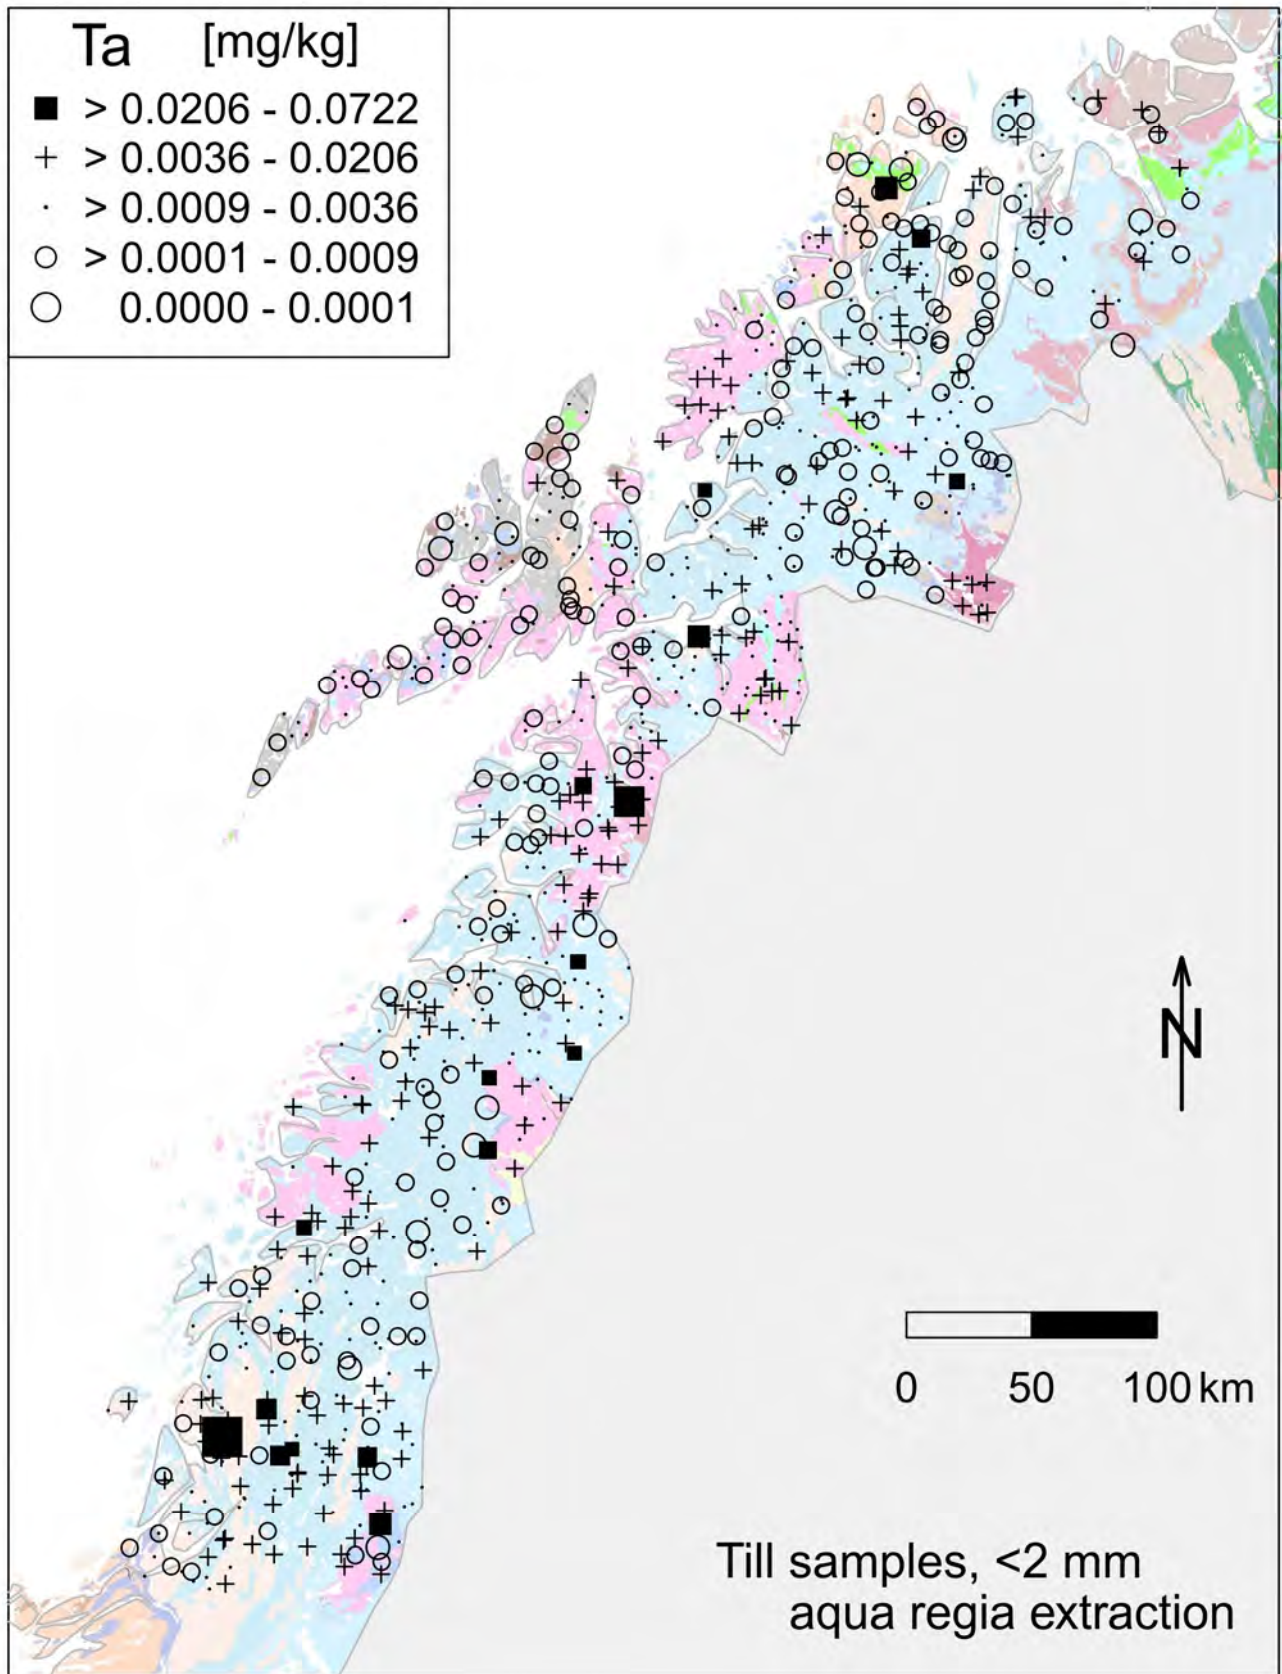 Ta [mg/kg]
> 0.0206 - 0.0722
> 0.0036 - 0.0206
> 0.0009 - 0.0036
> 0.0001 - 0.0009
0.0000 - 0.0001
N
0 50 100 km
Till samples, <2 mm
aqua regia extraction